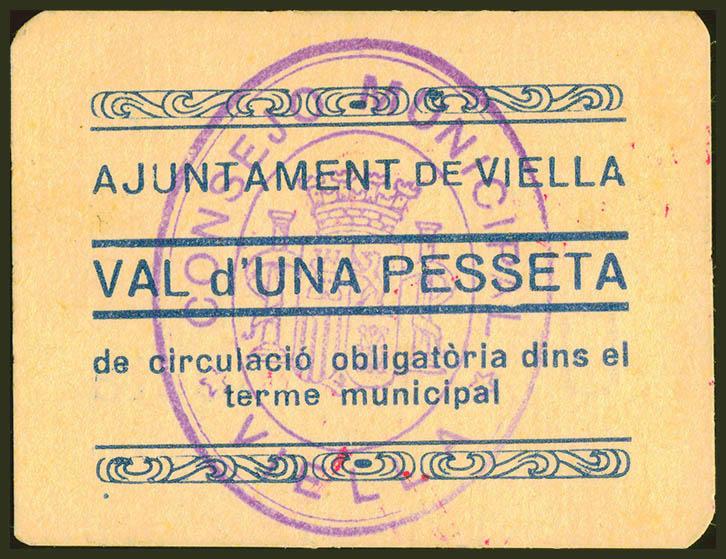 AJUNTAMENT DE VIELLA
VAL d'UNA PESSETA
de circulació obligatòria dins el
terme municipal
CONSEJO MUNICIPAL
VIELLA